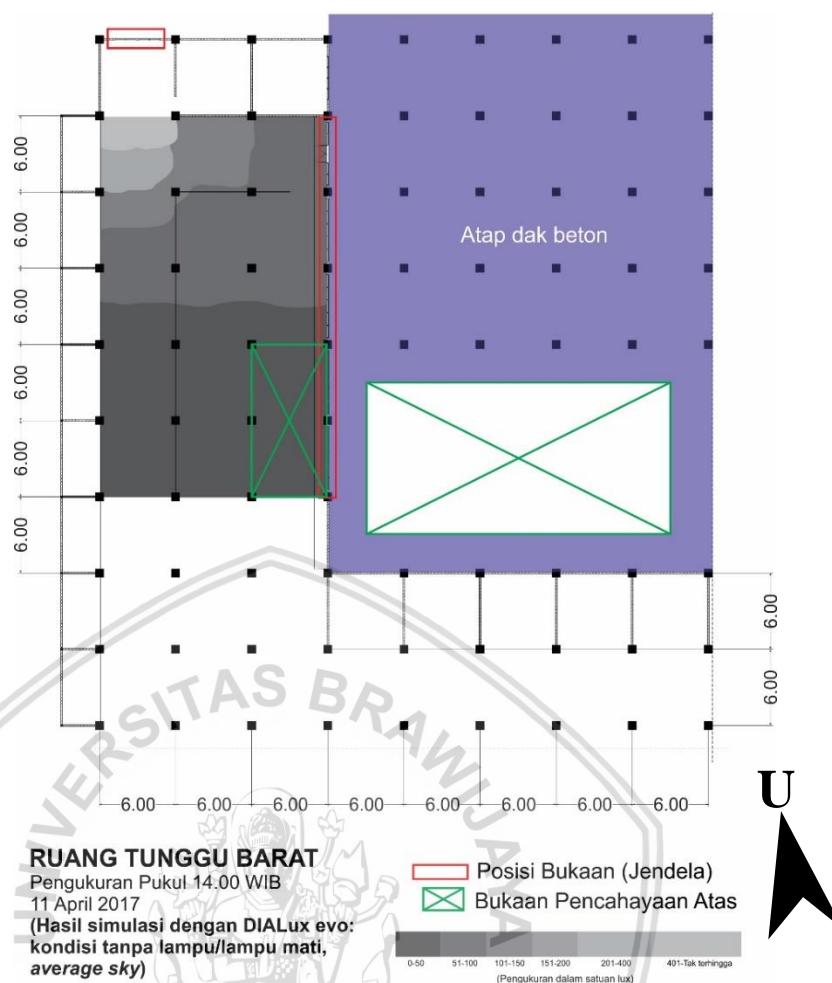 Atap dak beton
6.00
6.00
6.00
6.00
6.00
6.00
6.00
6.00
6.00 6.00 6.00 6.00 6.00 6.00 6.00 6.00
UNIVERSITAS BRAWIJAYA
U
RUANG TUNGGU BARAT
Pengukuran Pukul 14.00 WIB
11 April 2017
(Hasil simulasi dengan DIALux evo:
kondisi tanpa lampu/lampu mati,
average sky)
Posisi Bukaan (Jendela)
Bukaan Pencahayaan Atas
0-50 51-100 101-150 151-200 201-400 401-Tak terhingga
(Pengukuran dalam satuan lux)